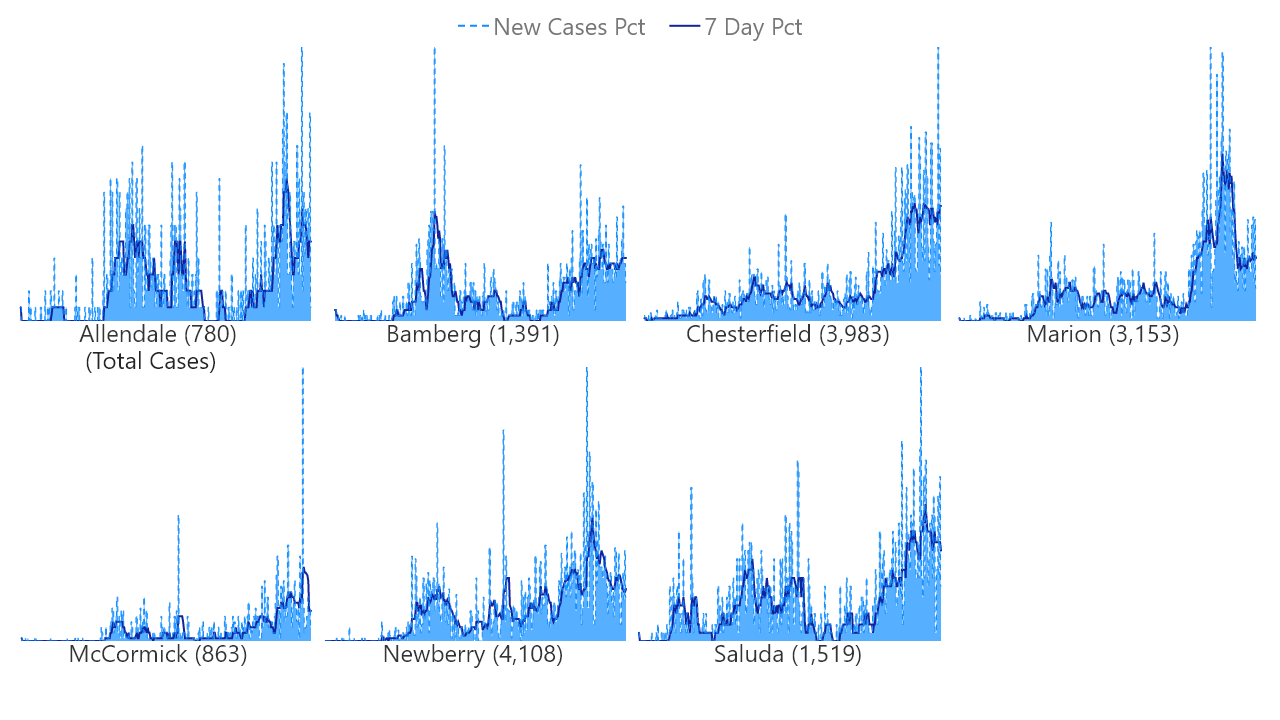 New Cases Pct 7 Day Pct
Allendale (780)
(Total Cases)
Bamberg (1,391)
Chesterfield (3,983)
Marion (3,153)
McCormick (863)
Newberry (4,108)
Saluda (1,519)